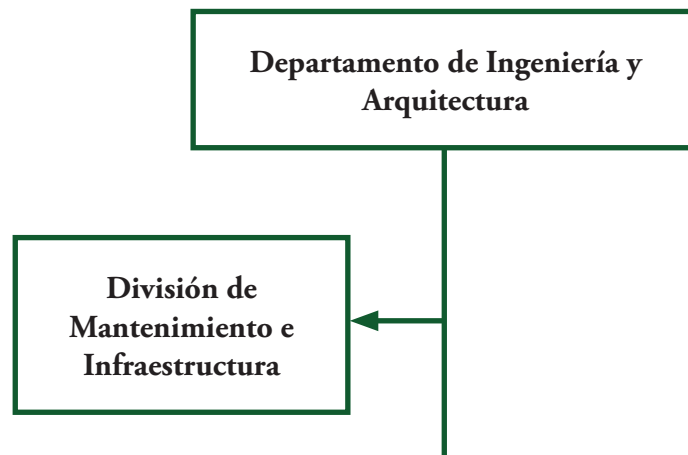 Departamento de Ingeniería y
Arquitectura
División de
Mantenimiento e
Infraestructura